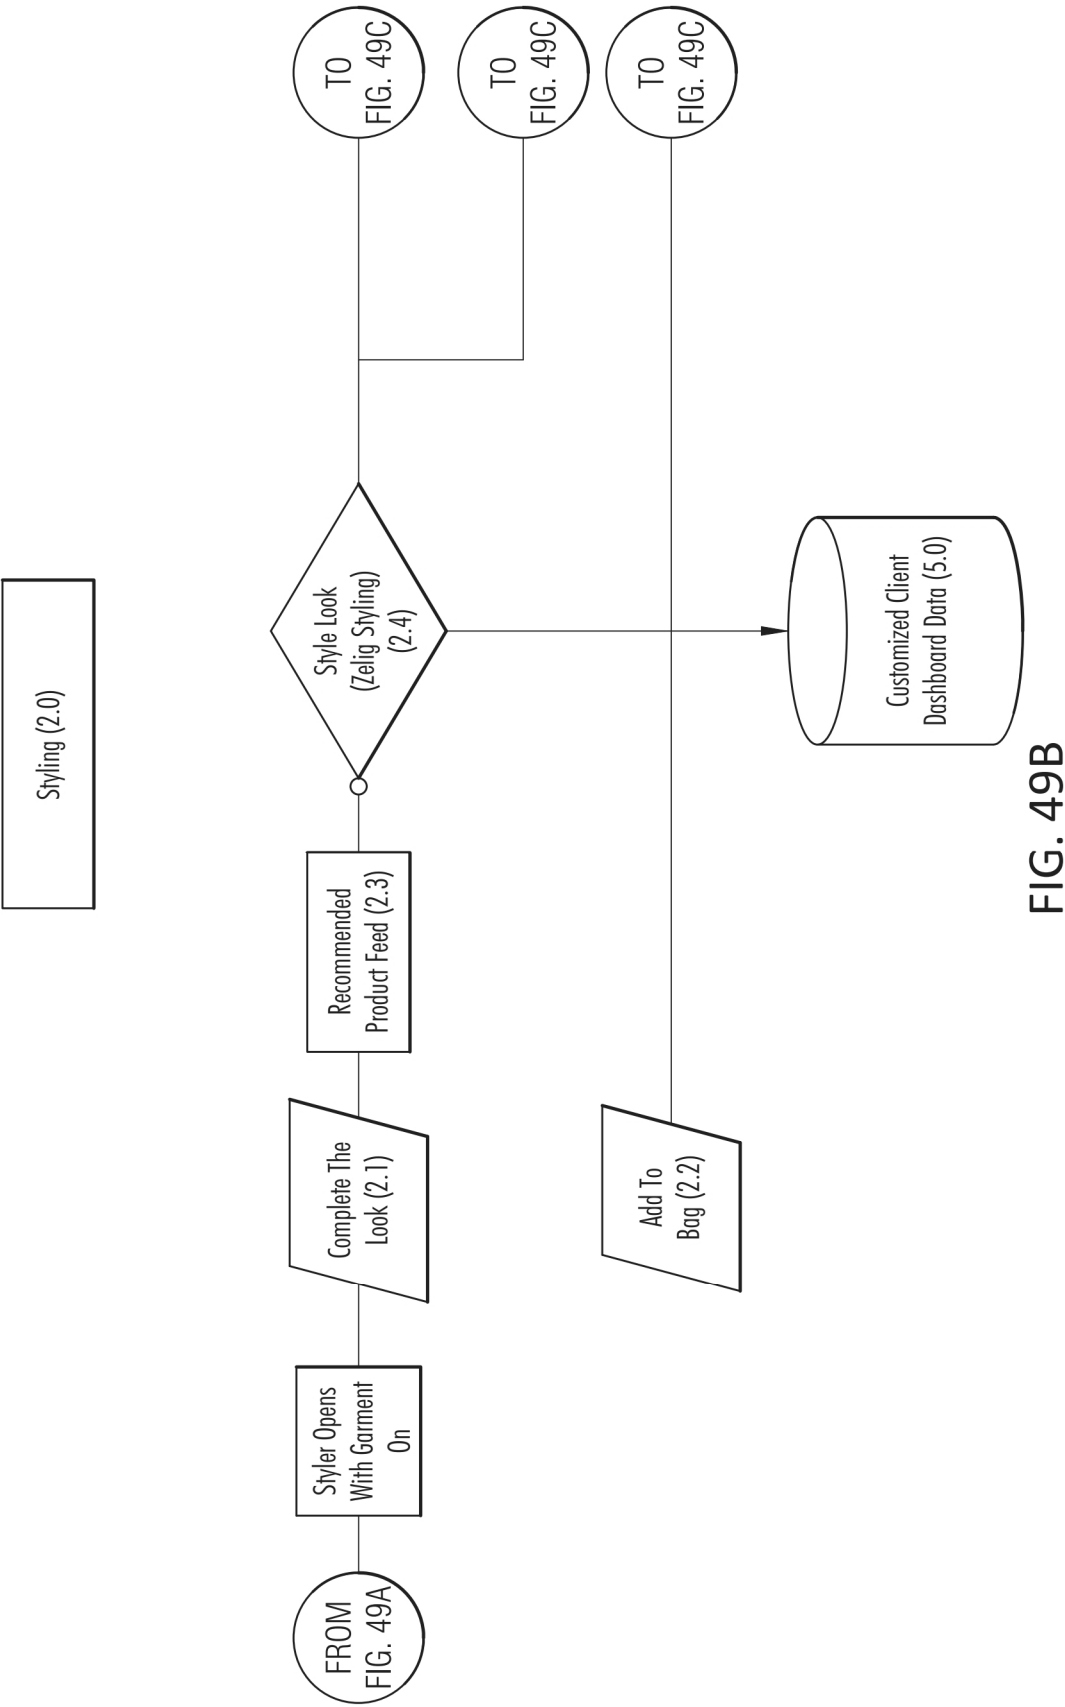 Styling (2.0)
FROM
FIG. 49A
Styler Opens
With Garment
On
Complete The
Look (2.1)
Recommended
Product Feed (2.3)
Style Look
(Zelig Styling)
(2.4)
TO
FIG. 49C
TO
FIG. 49C
Add To
Bag (2.2)
TO
FIG. 49C
Customized Client
Dashboard Data (5.0)
FIG. 49B